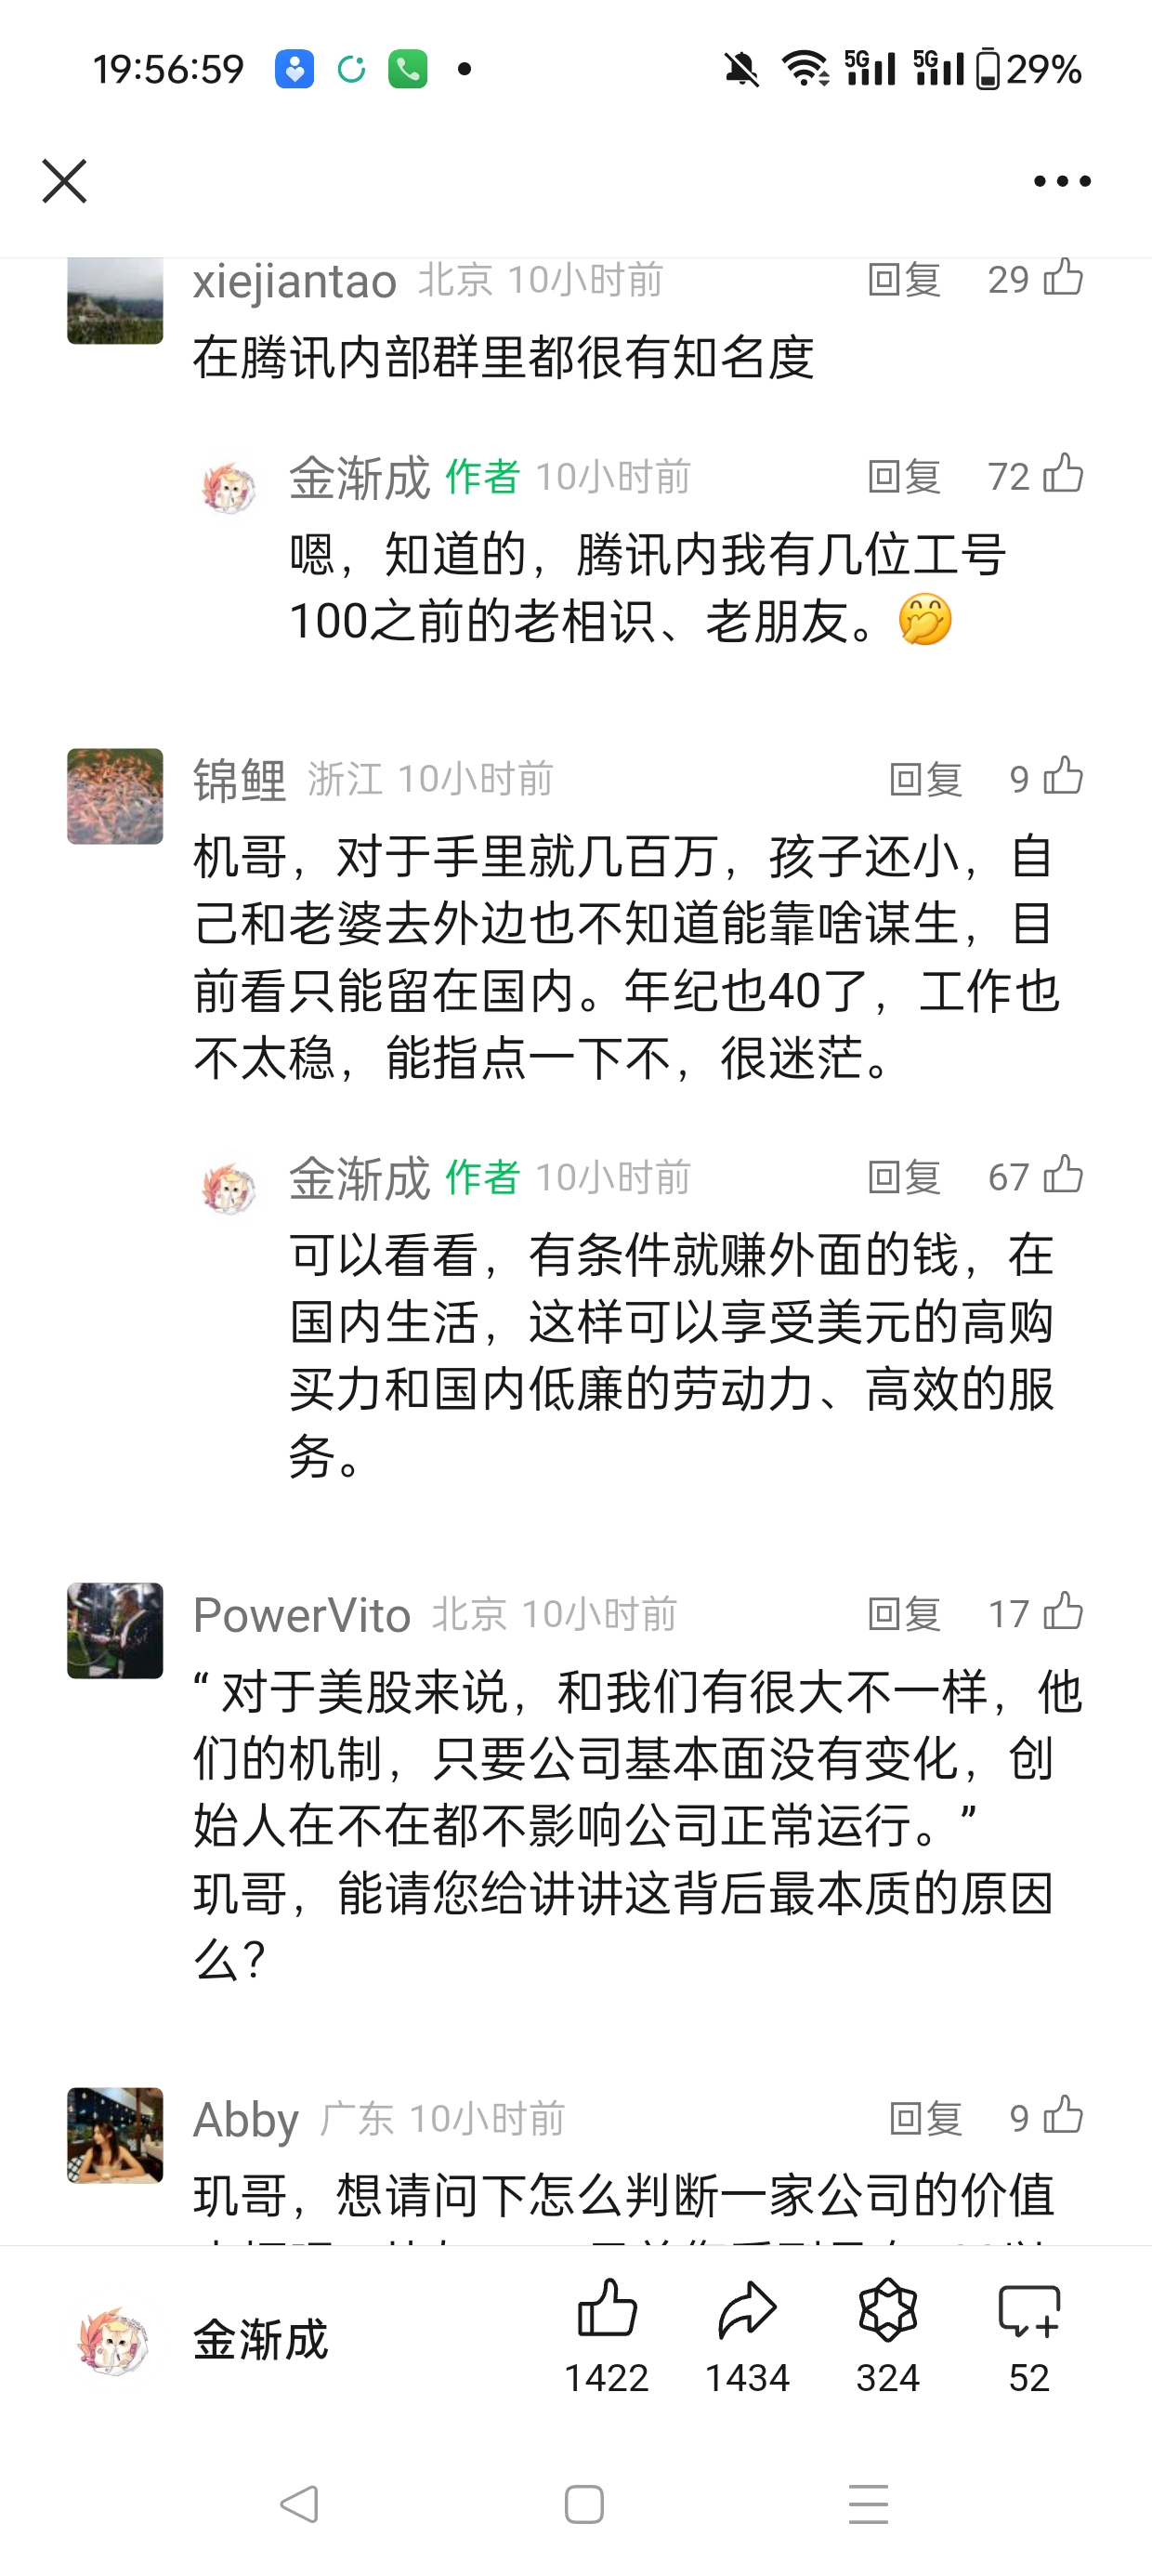 19:56:59 5G 5G 29%
xiejiantao 北京 10小时前 回复 29
在腾讯内部群里都很有知名度
金渐成 作者 10小时前 回复 72
嗯，知道的，腾讯内我有几位工号
100之前的老相识、老朋友。🤭
锦鲤 浙江 10小时前 回复 9
机哥，对于手里就几百万，孩子还小，自
己和老婆去外边也不知道能靠啥谋生，目
前看只能留在国内。年纪也40了，工作也
不太稳，能指点一下不，很迷茫。
金渐成 作者 10小时前 回复 67
可以看看，有条件就赚外面的钱，在
国内生活，这样可以享受美元的高购
买力和国内低廉的劳动力、高效的服
务。
PowerVito 北京 10小时前 回复 17
“ 对于美股来说，和我们有很大不一样，他
们的机制，只要公司基本面没有变化，创
始人在不在都不影响公司正常运行。”
玑哥，能请您给讲讲这背后最本质的原因
么？
Abby 广东 10小时前 回复 9
玑哥，想请问下怎么判断一家公司的价值
金渐成
1422 1434 324 52